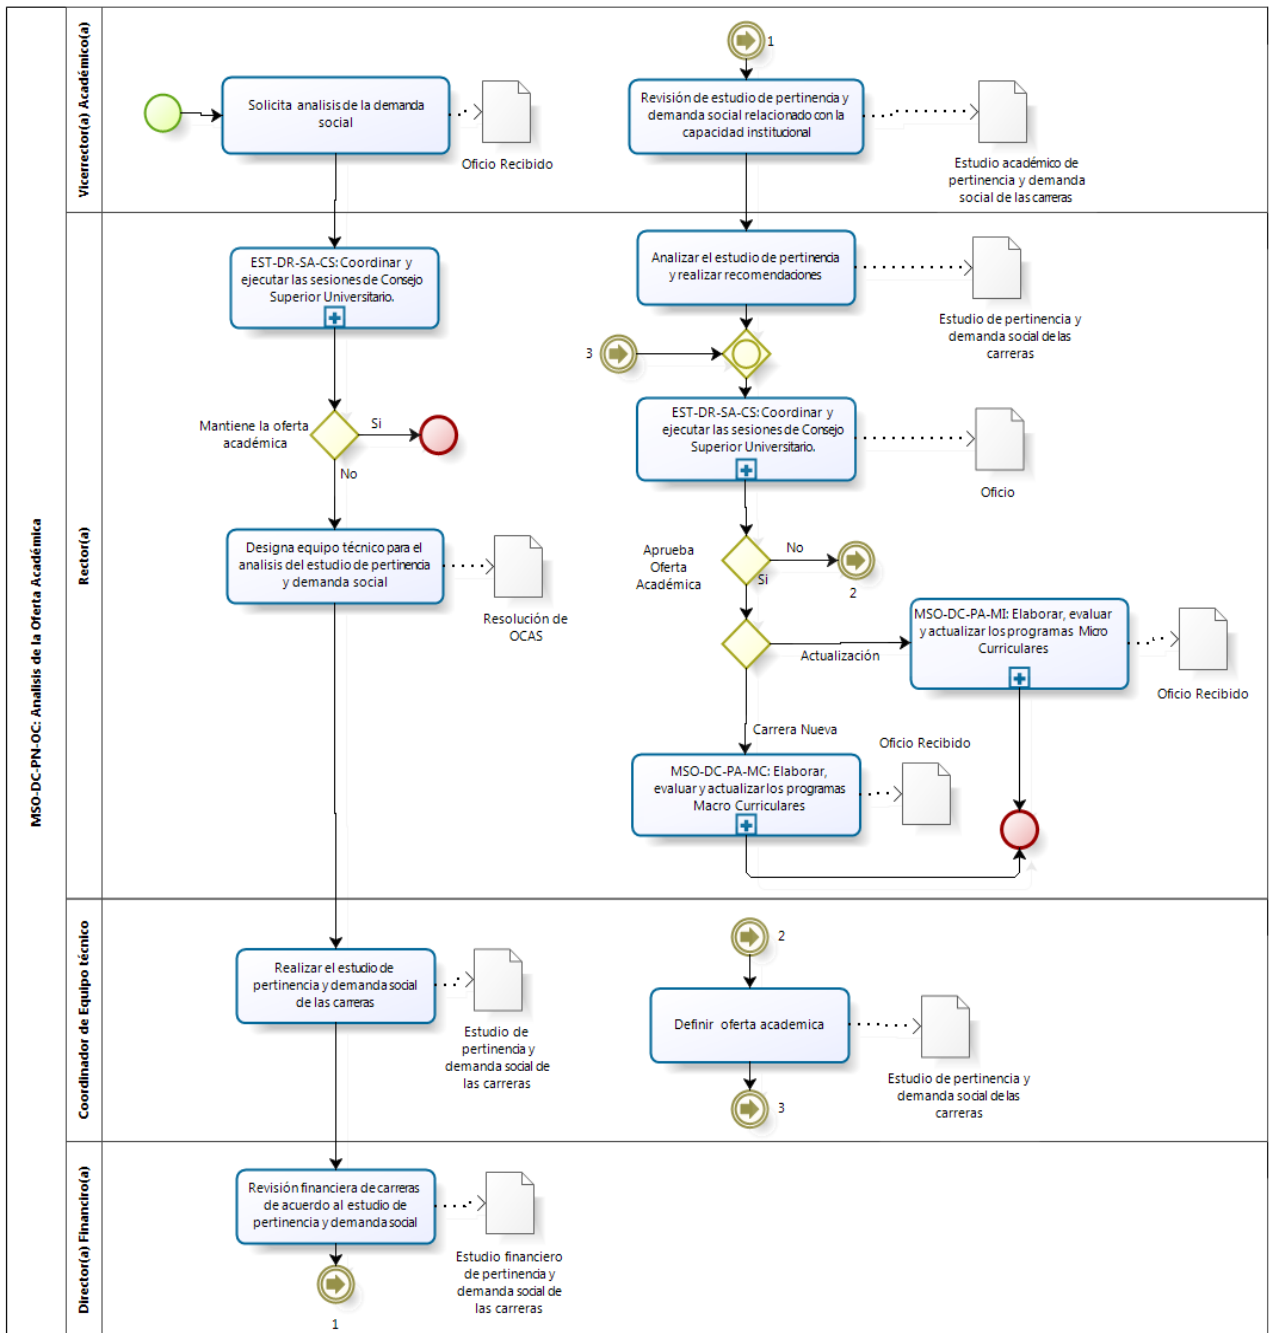 MSO-DC-PN-OC: Analisis de la Oferta Académica
Vicerrector(a) Académico(a)
Solicita analisis de la demanda
social
Oficio Recibido
1
Revisión de estudio de pertinencia y
demanda social relacionado con la
capacidad institucional
Estudio académico de
pertinencia y demanda
social de las carreras
Rector(a)
EST-DR-SA-CS: Coordinar y
ejecutar las sesiones de Consejo
Superior Universitario.
Mantiene la oferta
académica
Si
No
Designa equipo técnico para el
analisis del estudio de pertinencia
y demanda social
Resolución de
OCAS
Analizar el estudio de pertinencia
y realizar recomendaciones
Estudio de pertinencia y
demanda social de las
carreras
3
EST-DR-SA-CS: Coordinar y
ejecutar las sesiones de Consejo
Superior Universitario.
Oficio
Aprueba
Oferta
Académica
No
Si
2
Actualización
MSO-DC-PA-MI: Elaborar, evaluar
y actualizar los programas Micro
Curriculares
Oficio Recibido
Carrera Nueva
MSO-DC-PA-MC: Elaborar,
evaluar y actualizar los programas
Macro Curriculares
Oficio Recibido
Coordinador de Equipo técnico
Realizar el estudio de
pertinencia y demanda social
de las carreras
Estudio de
pertinencia y
demanda social de
las carreras
2
Definir oferta academica
Estudio de pertinencia y
demanda social de las
carreras
3
Director(a) Financiro(a)
Revisión financiera de carreras
de acuerdo al estudio de
pertinencia y demanda social
Estudio financiero
de pertinencia y
demanda social de
las carreras
1